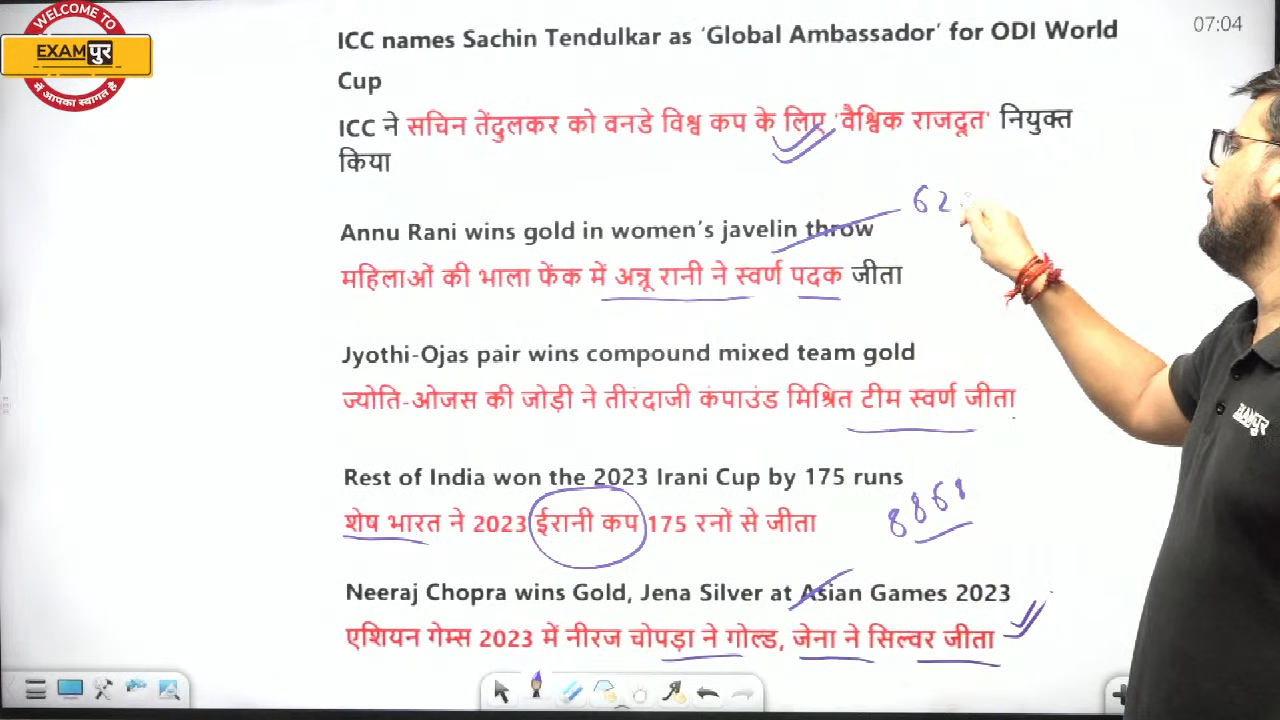 WELCOME TO
EXAMपुर
में आपका स्वागत है
07:04
ICC names Sachin Tendulkar as ‘Global Ambassador’ for ODI World
Cup
ICC ने सचिन तेंदुलकर को वनडे विश्व कप के लिए 'वैश्विक राजदूत' नियुक्त
किया
62
Annu Rani wins gold in women’s javelin throw
महिलाओं की भाला फेंक में अन्नू रानी ने स्वर्ण पदक जीता
Jyothi-Ojas pair wins compound mixed team gold
ज्योति-ओजस की जोड़ी ने तीरंदाजी कंपाउंड मिश्रित टीम स्वर्ण जीता
EXAMपुर
Rest of India won the 2023 Irani Cup by 175 runs
शेष भारत ने 2023 ईरानी कप 175 रनों से जीता
8868
Neeraj Chopra wins Gold, Jena Silver at Asian Games 2023
एशियन गेम्स 2023 में नीरज चोपड़ा ने गोल्ड, जेना ने सिल्वर जीता